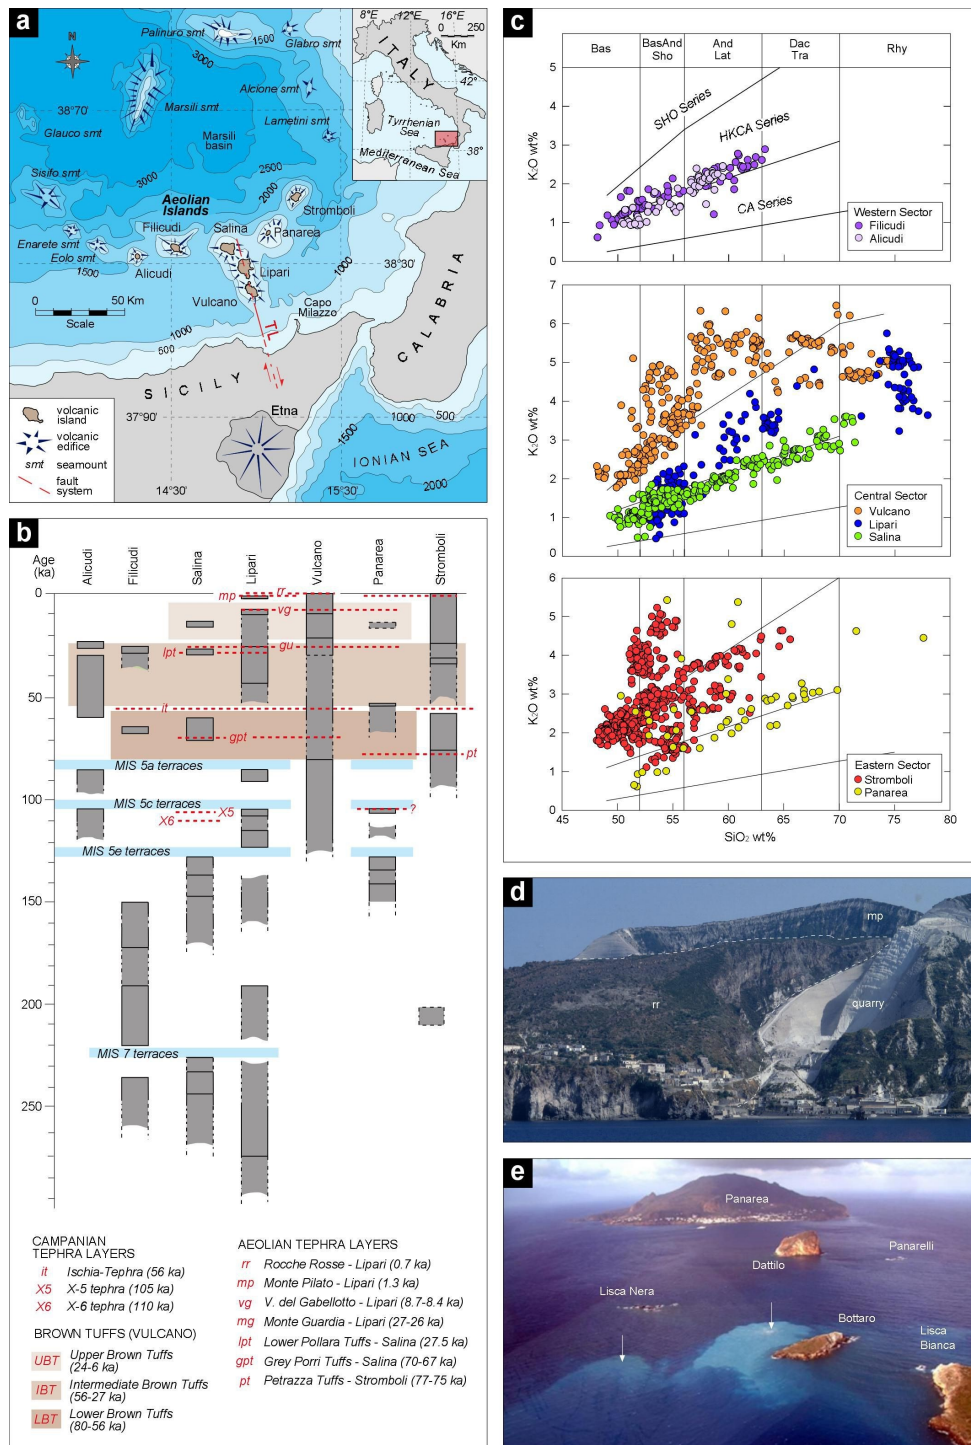 a
N
Palinuro smt
1500
3000
Glabro smt
Alcione smt
Lametini smt
Marsili smt
Marsili
basin
38°70
Glauco smt
Sisifo smt
3000
2500
2000
Aeolian
Islands
Stromboli
Panarea
Filicudi
Salina
Enarete smt
Eolo smt
1500
Alicudi
Lipari
1000
38°30
Vulcano
Capo
Milazzo
0 50 Km
Scale
TL
1000
500
SICILY
CALABRIA
37°90
Etna
1000
500
1500
IONIAN SEA
2000
14°30
15°30
volcanic
island
volcanic
edifice
smt seamount
fault
system
8°E 12°E 16°E
0 250
Km
ITALY
42°
Tyrrhenian
Sea
38°
Mediterranean Sea
b
Age
(ka)
Alicudi
Filicudi
Salina
Lipari
Vulcano
Panarea
Stromboli
0
50
100
150
200
250
rr
mp
vg
gu
lpt
it
gpt
pt
MIS 5a terraces
MIS 5c terraces
X5
X6
?
MIS 5e terraces
MIS 7 terraces
CAMPANIAN
TEPHRA LAYERS
it Ischia-Tephra (56 ka)
X5 X-5 tephra (105 ka)
X6 X-6 tephra (110 ka)
BROWN TUFFS (VULCANO)
UBT Upper Brown Tuffs
(24-6 ka)
IBT Intermediate Brown Tuffs
(56-27 ka)
LBT Lower Brown Tuffs
(80-56 ka)
AEOLIAN TEPHRA LAYERS
rr Rocche Rosse - Lipari (0.7 ka)
mp Monte Pilato - Lipari (1.3 ka)
vg V. del Gabellotto - Lipari (8.7-8.4 ka)
mg Monte Guardia - Lipari (27-26 ka)
lpt Lower Pollara Tuffs - Salina (27.5 ka)
gpt Grey Porri Tuffs - Salina (70-67 ka)
pt Petrazza Tuffs - Stromboli (77-75 ka)
c
Bas
BasAnd
Sho
And
Lat
Dac
Tra
Rhy
5
4
3
2
1
0
K2O wt%
SHO Series
HKCA Series
CA Series
Western Sector
Filicudi
Alicudi
7
6
5
4
3
2
1
0
K2O wt%
Central Sector
Vulcano
Lipari
Salina
6
5
4
3
2
1
0
K2O wt%
Eastern Sector
Stromboli
Panarea
45 50 55 60 65 70 75 80
SiO2 wt%
d
mp
rr
quarry
e
Panarea
Dattilo
Panarelli
Lisca Nera
Bottaro
Lisca
Bianca